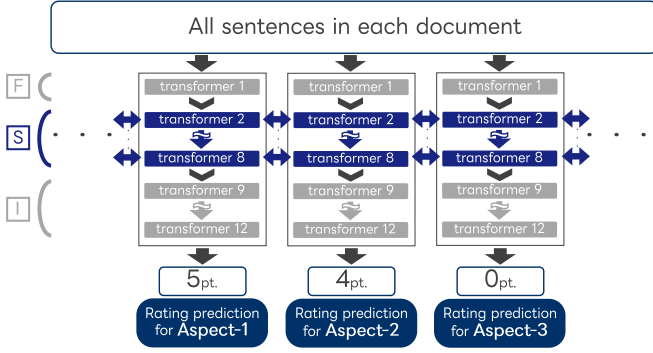 All sentences in each document
F
transformer 1 transformer 1 transformer 1
S
transformer 2 transformer 2 transformer 2
transformer 8 transformer 8 transformer 8
I
transformer 9 transformer 9 transformer 9
transformer 12 transformer 12 transformer 12
5pt. 4pt. 0pt.
Rating prediction Rating prediction Rating prediction
for Aspect-1 for Aspect-2 for Aspect-3